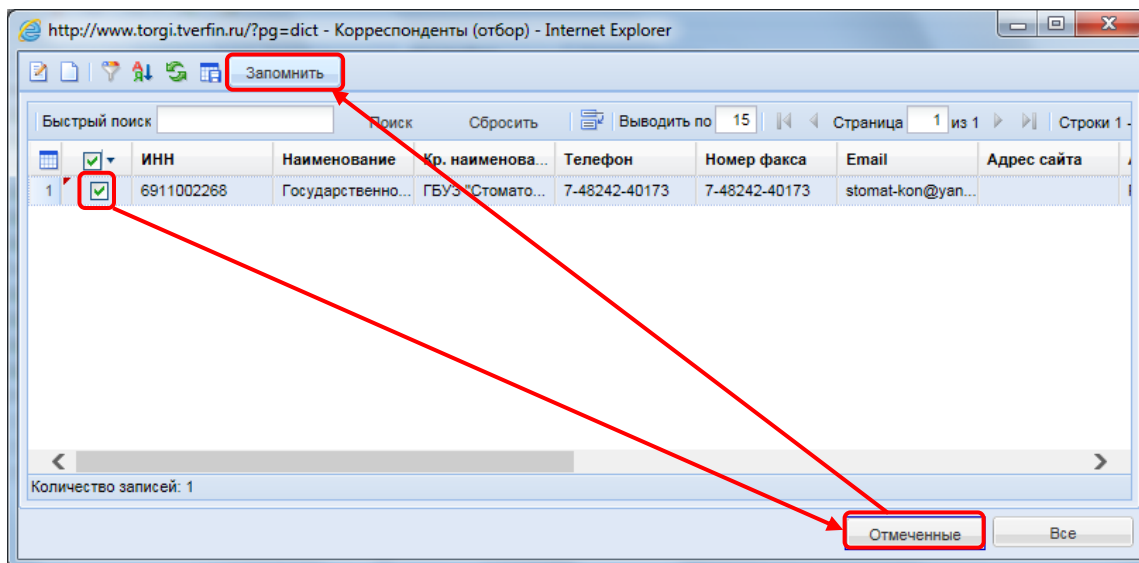 http://www.torgi.tverfin.ru/?pg=dict - Корреспонденты (отбор) - Internet Explorer
Запомнить
Быстрый поиск Поиск Сбросить Выводить по 15 Страница 1 из 1 Строки 1 -
ИНН Наименование Кр. наименова... Телефон Номер факса Email Адрес сайта
1 6911002268 Государственно... ГБУЗ "Стомато... 7-48242-40173 7-48242-40173 stomat-kon@yan...
Количество записей: 1
Отмеченные Все